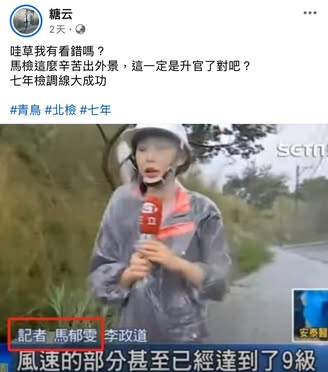 糖云
2天
哇草我有看錯嗎？
馬檢這麼辛苦出外景，這一定是升官了對吧？
七年檢調線大成功
#青鳥 #北檢 #七年
SETN
三立
記者 馬郁雯 李政道
安泰醫
風速的部分甚至已經達到了9級